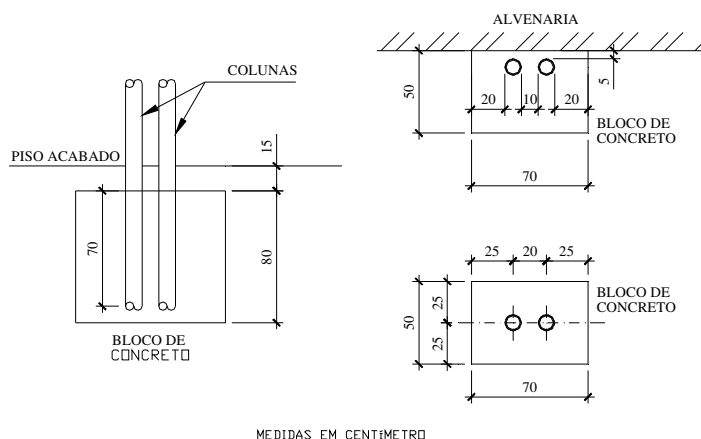 ALVENARIA
COLUNAS
50
5
20
10
20
BLOCO DE
CONCRETO
PISO ACABADO
15
70
70
80
25
20
25
50
25
25
BLOCO DE
CONCRETO
BLOCO DE
CONCRETO
70
MEDIDAS EM CENTíMETRO